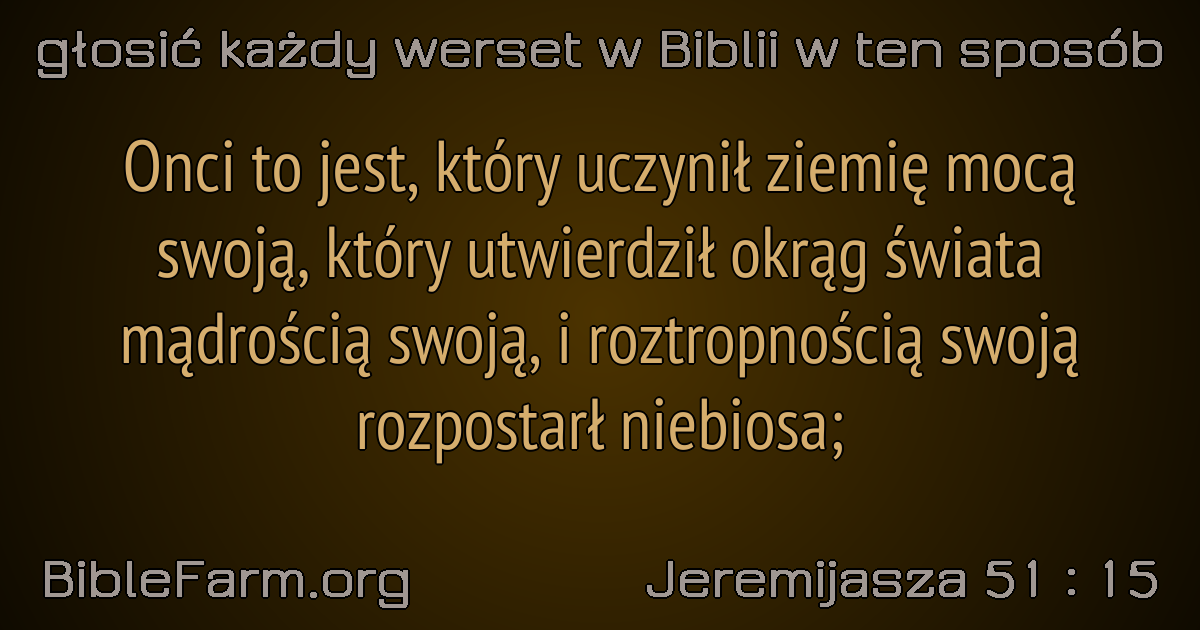 głosić każdy werset w Biblii w ten sposób
Onci to jest, który uczynił ziemię mocą
swoją, który utwierdził okrąg świata
mądrością swoją, i roztropnością swoją
rozpostarł niebiosa;
BibleFarm.org
Jeremijasza 51 : 15